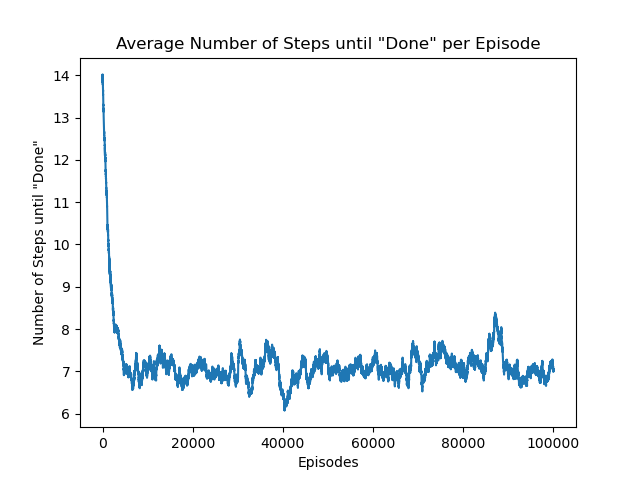 Average Number of Steps until "Done" per Episode
14
13
12
11
10
9
8
7
6
Number of Steps until "Done"
0 20000 40000 60000 80000 100000
Episodes